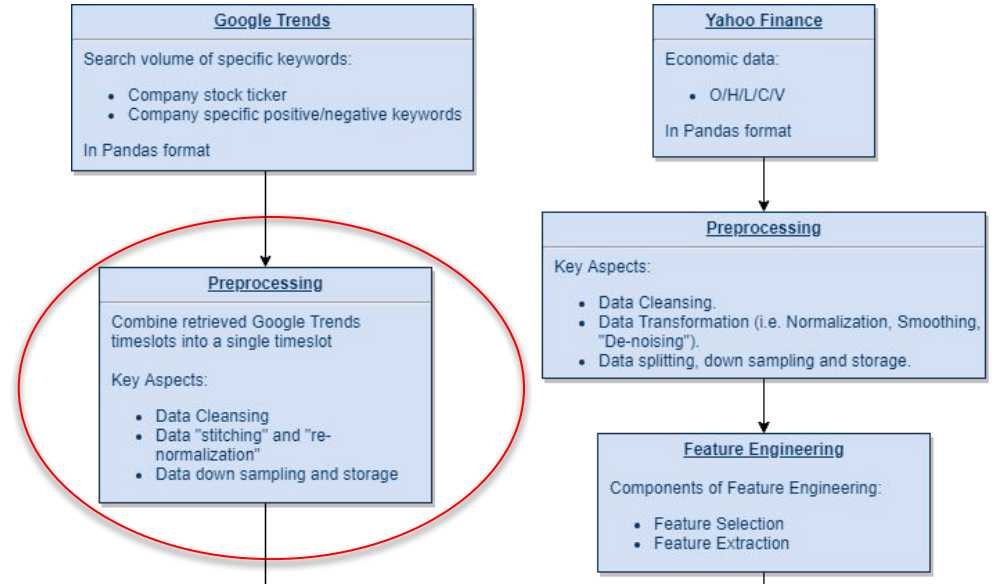 Google Trends
Search volume of specific keywords:
• Company stock ticker
• Company specific positive/negative keywords
In Pandas format
Preprocessing
Combine retrieved Google Trends
timeslots into a single timeslot
Key Aspects:
• Data Cleansing
• Data "stitching" and "re-
normalization"
• Data down sampling and storage
Yahoo Finance
Economic data:
• O/H/L/C/V
In Pandas format
Preprocessing
Key Aspects:
• Data Cleansing.
• Data Transformation (i.e. Normalization, Smoothing,
"De-noising").
• Data splitting, down sampling and storage.
Feature Engineering
Components of Feature Engineering:
• Feature Selection
• Feature Extraction